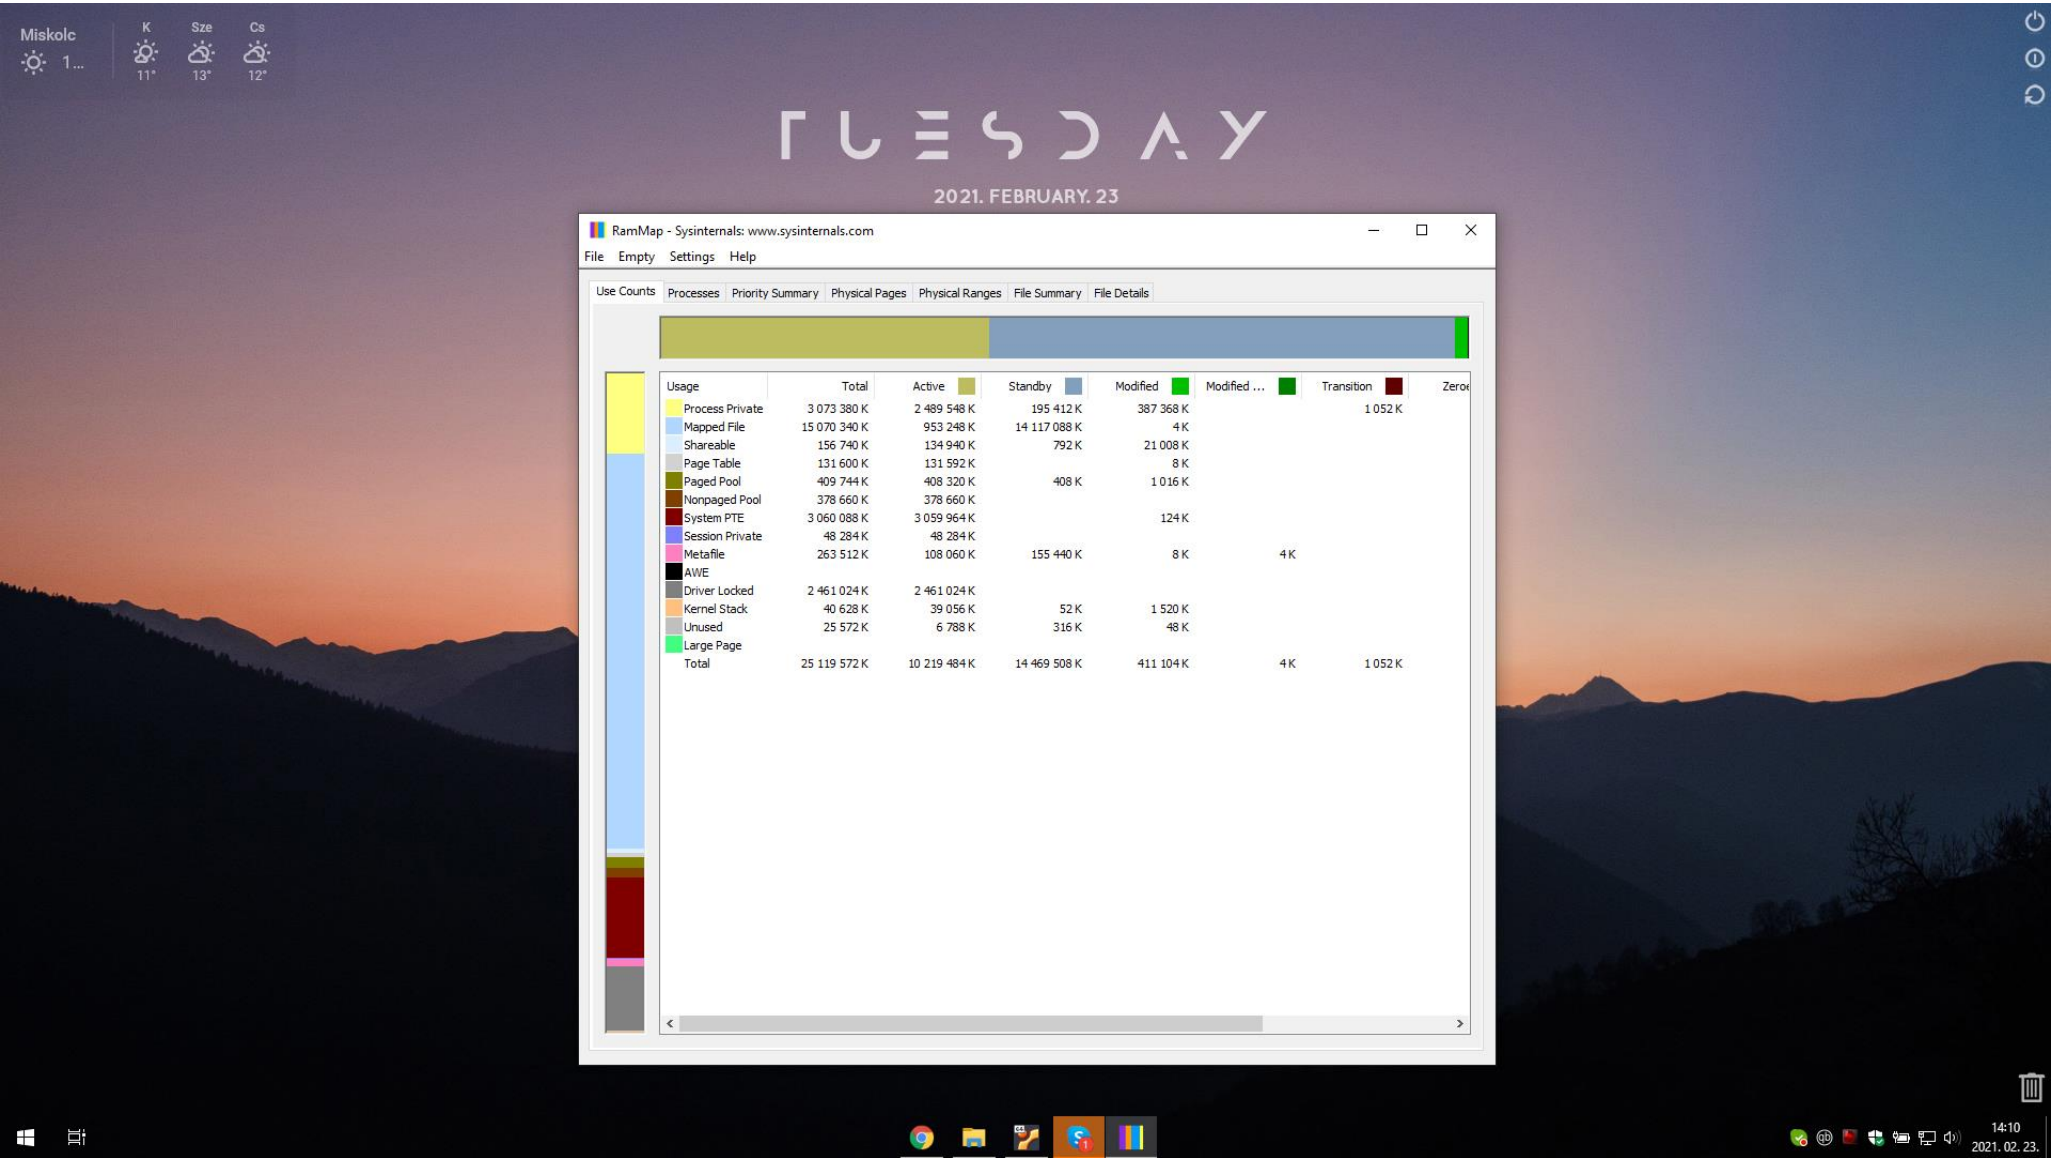 Miskolc
1...
K Sze Cs
11° 13° 12°
TUESDAY
2021. FEBRUARY. 23
RamMap - Sysinternals: www.sysinternals.com
File Empty Settings Help
Use Counts Processes Priority Summary Physical Pages Physical Ranges File Summary File Details
Usage Total Active Standby Modified Modified ... Transition Zeroe
Process Private 3 073 380 K 2 489 548 K 195 412 K 387 368 K 1 052 K
Mapped File 15 070 340 K 953 248 K 14 117 088 K 4 K
Shareable 156 740 K 134 940 K 792 K 21 008 K
Page Table 131 600 K 131 592 K 8 K
Paged Pool 409 744 K 408 320 K 408 K 1 016 K
Nonpaged Pool 378 660 K 378 660 K
System PTE 3 060 088 K 3 059 964 K 124 K
Session Private 48 284 K 48 284 K
Metafile 263 512 K 108 060 K 155 440 K 8 K 4 K
AWE
Driver Locked 2 461 024 K 2 461 024 K
Kernel Stack 40 628 K 39 056 K 52 K 1 520 K
Unused 25 572 K 6 788 K 316 K 48 K
Large Page
Total 25 119 572 K 10 219 484 K 14 469 508 K 411 104 K 4 K 1 052 K
14:10
2021. 02. 23.